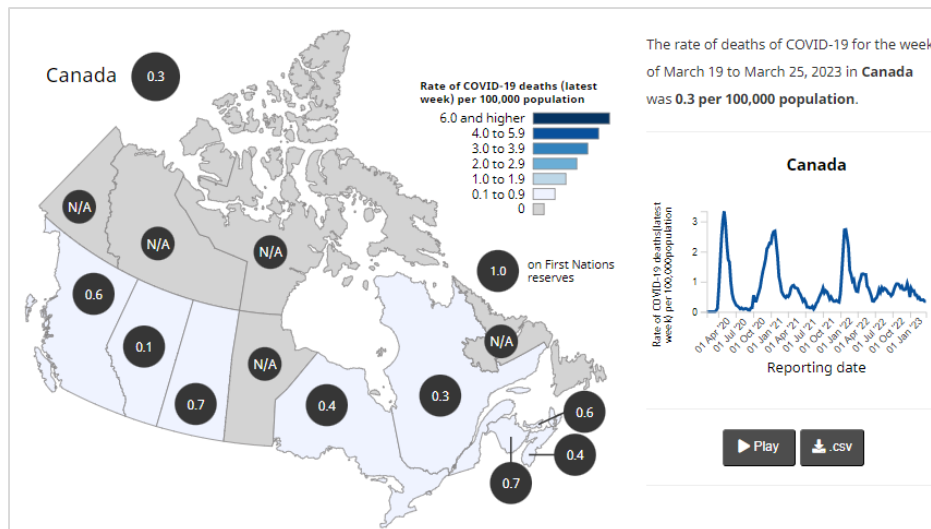 Canada
0.3
Rate of COVID-19 deaths (latest
week) per 100,000 population
6.0 and higher
4.0 to 5.9
3.0 to 3.9
2.0 to 2.9
1.0 to 1.9
0.1 to 0.9
0
N/A
N/A
N/A
1.0
on First Nations
reserves
0.6
0.1
0.7
N/A
0.4
0.3
N/A
0.6
0.4
0.7
The rate of deaths of COVID-19 for the week
of March 19 to March 25, 2023 in Canada
was 0.3 per 100,000 population.
Canada
Rate of COVID-19 deaths(latest
week) per 100,000population
3
2
1
0
01 Apr '20
01 Jul '20
01 Oct '20
01 Jan '21
01 Apr '21
01 Jul '21
01 Oct '21
01 Jan '22
01 Apr '22
01 Jul '22
01 Oct '22
01 Jan '23
Reporting date
Play
.csv